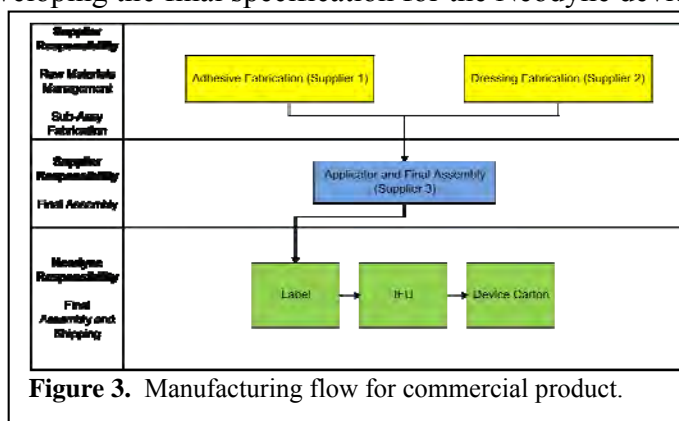 veloping the final specification for the Neodyne devi
Supplier
Responsibility
Raw Materials
Management
Sub-Assy
Fabrication
Adhesive Fabrication (Supplier 1)
Dressing Fabrication (Supplier 2)
Supplier
Responsibility
Final Assembly
Applicator and Final Assembly
(Supplier 3)
Neodyne
Responsibility
Final
Assembly and
Shipping
Label
IFU
Device Carton
Figure 3. Manufacturing flow for commercial product.